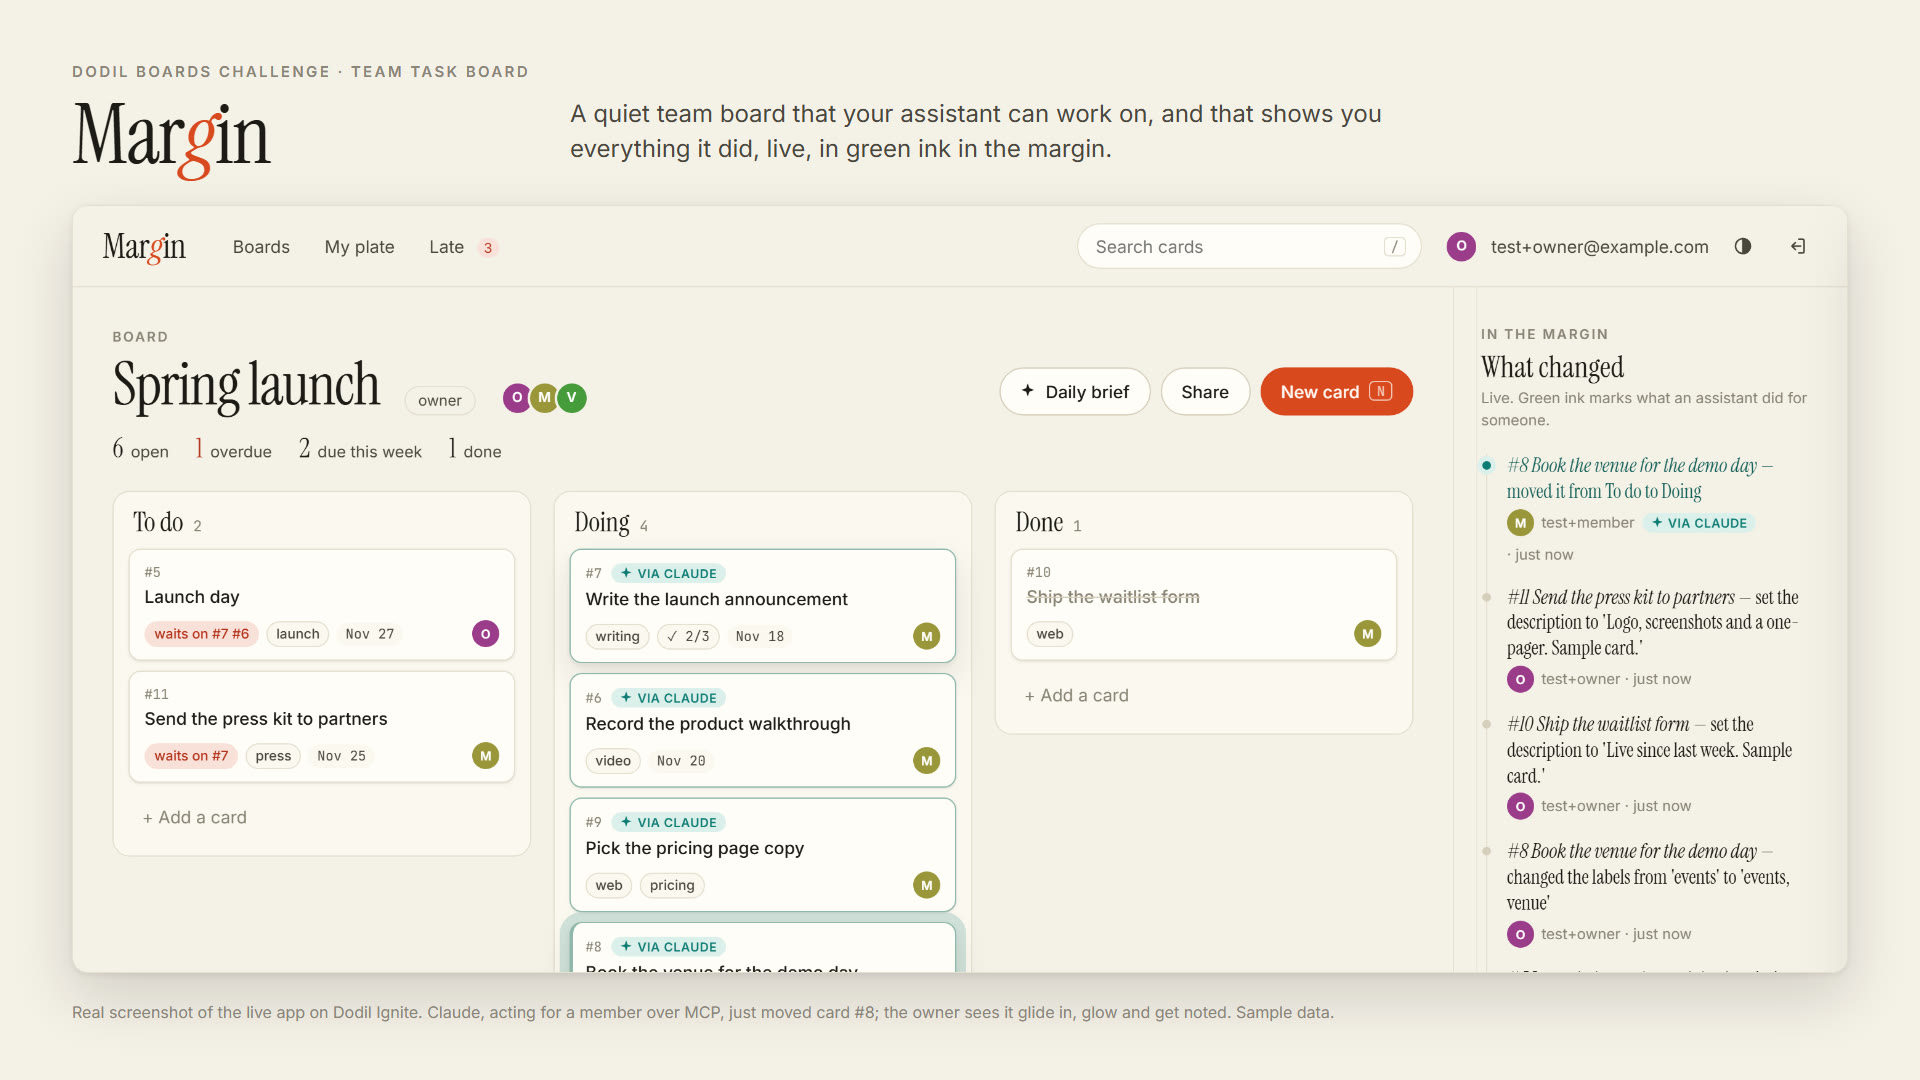 DODIL BOARDS CHALLENGE · TEAM TASK BOARD
Margin
A quiet team board that your assistant can work on, and that shows you
everything it did, live, in green ink in the margin.
Margin
Boards
My plate
Late 3
Search cards /
O test+owner@example.com
BOARD
Spring launch
owner
O M V
✦ Daily brief
Share
New card N
6 open 1 overdue 2 due this week 1 done
To do 2
#5
Launch day
waits on #7 #6 launch Nov 27 O
#11
Send the press kit to partners
waits on #7 press Nov 25 M
+ Add a card
Doing 4
#7 ✦ VIA CLAUDE
Write the launch announcement
writing ✓ 2/3 Nov 18 M
#6 ✦ VIA CLAUDE
Record the product walkthrough
video Nov 20 M
#9 ✦ VIA CLAUDE
Pick the pricing page copy
web pricing M
#8 ✦ VIA CLAUDE
Book the venue for the demo day
Done 1
#10
Ship the waitlist form
web M
+ Add a card
IN THE MARGIN
What changed
Live. Green ink marks what an assistant did for
someone.
#8 Book the venue for the demo day —
moved it from To do to Doing
M test+member ✦ VIA CLAUDE
· just now
#11 Send the press kit to partners — set the
description to 'Logo, screenshots and a one-
pager. Sample card.'
O test+owner · just now
#10 Ship the waitlist form — set the
description to 'Live since last week. Sample
card.'
O test+owner · just now
#8 Book the venue for the demo day —
changed the labels from 'events' to 'events,
venue'
O test+owner · just now
Real screenshot of the live app on Dodil Ignite. Claude, acting for a member over MCP, just moved card #8; the owner sees it glide in, glow and get noted. Sample data.